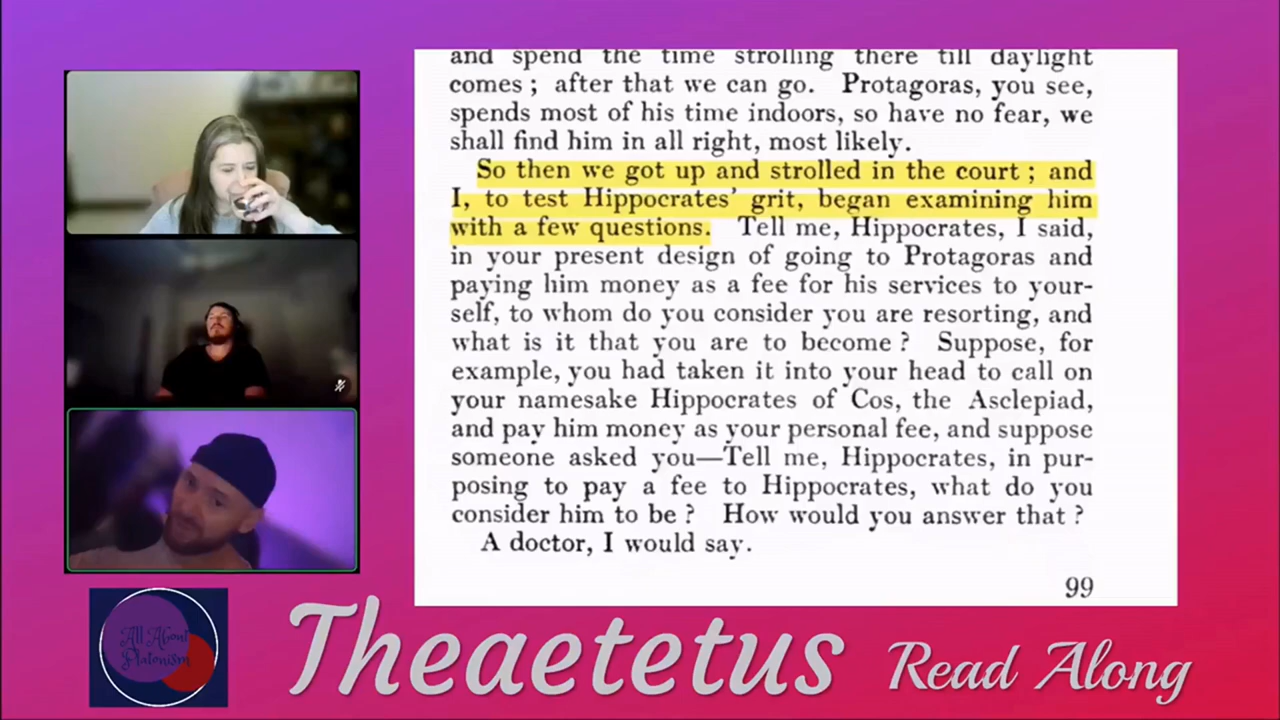 and spend the time strolling there till daylight
comes ; after that we can go. Protagoras, you see,
spends most of his time indoors, so have no fear, we
shall find him in all right, most likely.
So then we got up and strolled in the court ; and
I, to test Hippocrates' grit, began examining him
with a few questions. Tell me, Hippocrates, I said,
in your present design of going to Protagoras and
paying him money as a fee for his services to your-
self, to whom do you consider you are resorting, and
what is it that you are to become ? Suppose, for
example, you had taken it into your head to call on
your namesake Hippocrates of Cos, the Asclepiad,
and pay him money as your personal fee, and suppose
someone asked you—Tell me, Hippocrates, in pur-
posing to pay a fee to Hippocrates, what do you
consider him to be ? How would you answer that ?
A doctor, I would say.
99
All About
Platonism
Theaetetus Read Along